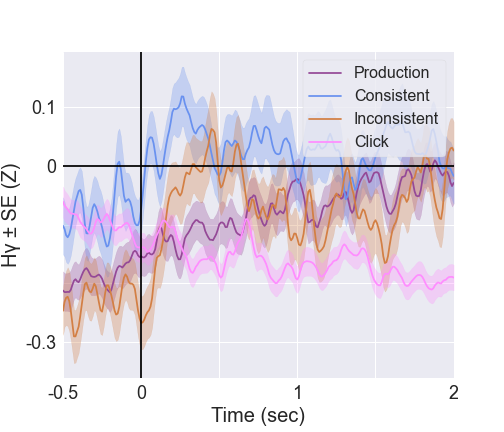 Production
Consistent
Inconsistent
Click
Hγ ± SE (Z)
0.1
0
-0.3
-0.5
0
1
2
Time (sec)